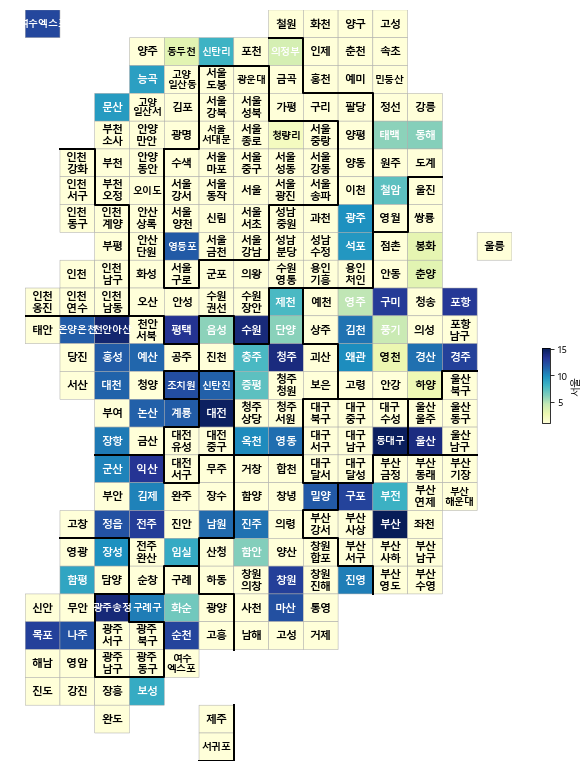 여수엑스포 철원 화천 양구 고성
양주 동두천 신탄리 포천 의정부 인제 춘천 속초
능곡 고양 일산동 서울 도봉 광운대 금곡 홍천 예미 민둥산
문산 고양 일산서 김포 서울 강북 서울 성북 가평 구리 팔당 정선 강릉
부천 소사 안양 만안 광명 서울 서대문 서울 종로 청량리 서울 중랑 양평 태백 동해
인천 강화 부천 안양 동안 수색 서울 마포 서울 중구 서울 성동 서울 강동 양동 원주 도계
인천 서구 부천 오정 오이도 서울 강서 서울 동작 서울 서울 광진 서울 송파 이천 철암 울진
인천 동구 인천 계양 안산 상록 서울 양천 신림 서울 서초 성남 중원 과천 광주 영월 쌍룡
부평 안산 단원 영등포 서울 금천 서울 강남 성남 분당 성남 수정 석포 점촌 봉화 울릉
인천 인천 남구 화성 서울 구로 군포 의왕 수원 영통 용인 기흥 용인 처인 안동 춘양
인천 옹진 인천 연수 인천 남동 오산 안성 수원 권선 수원 장안 제천 예천 영주 구미 청송 포항
태안 온양온천 천안아산 천안 서북 평택 음성 수원 단양 상주 김천 풍기 의성 포항 남구
당진 홍성 예산 공주 진천 충주 청주 괴산 왜관 영천 경산 경주
서산 대천 청양 조치원 신탄진 증평 청주 청원 보은 고령 안강 하양 울산 북구
부여 논산 계룡 대전 청주 상당 청주 서원 대구 북구 대구 중구 대구 수성 울산 울주 울산 동구
장항 금산 대전 유성 대전 중구 옥천 영동 대구 서구 대구 남구 동대구 울산 울산 남구
군산 익산 대전 서구 무주 거창 합천 대구 달서 대구 달성 부산 금정 부산 동래 부산 기장
부안 김제 완주 장수 함양 창녕 밀양 구포 부전 부산 연제 부산 해운대
고창 정읍 전주 진안 남원 진주 의령 부산 강서 부산 사상 부산 좌천
영광 장성 전주 완산 임실 산청 함안 양산 창원 합포 부산 서구 부산 사하 부산 남구
함평 담양 순창 구례 하동 창원 의창 창원 창원 진해 진영 부산 영도 부산 수영
신안 무안 광주송정 구례구 화순 광양 사천 마산 통영
목포 나주 광주 서구 광주 북구 순천 고흥 남해 고성 거제
해남 영암 광주 남구 광주 동구 여수 엑스포
진도 강진 장흥 보성
완도 제주
서귀포
15
10
5
서울